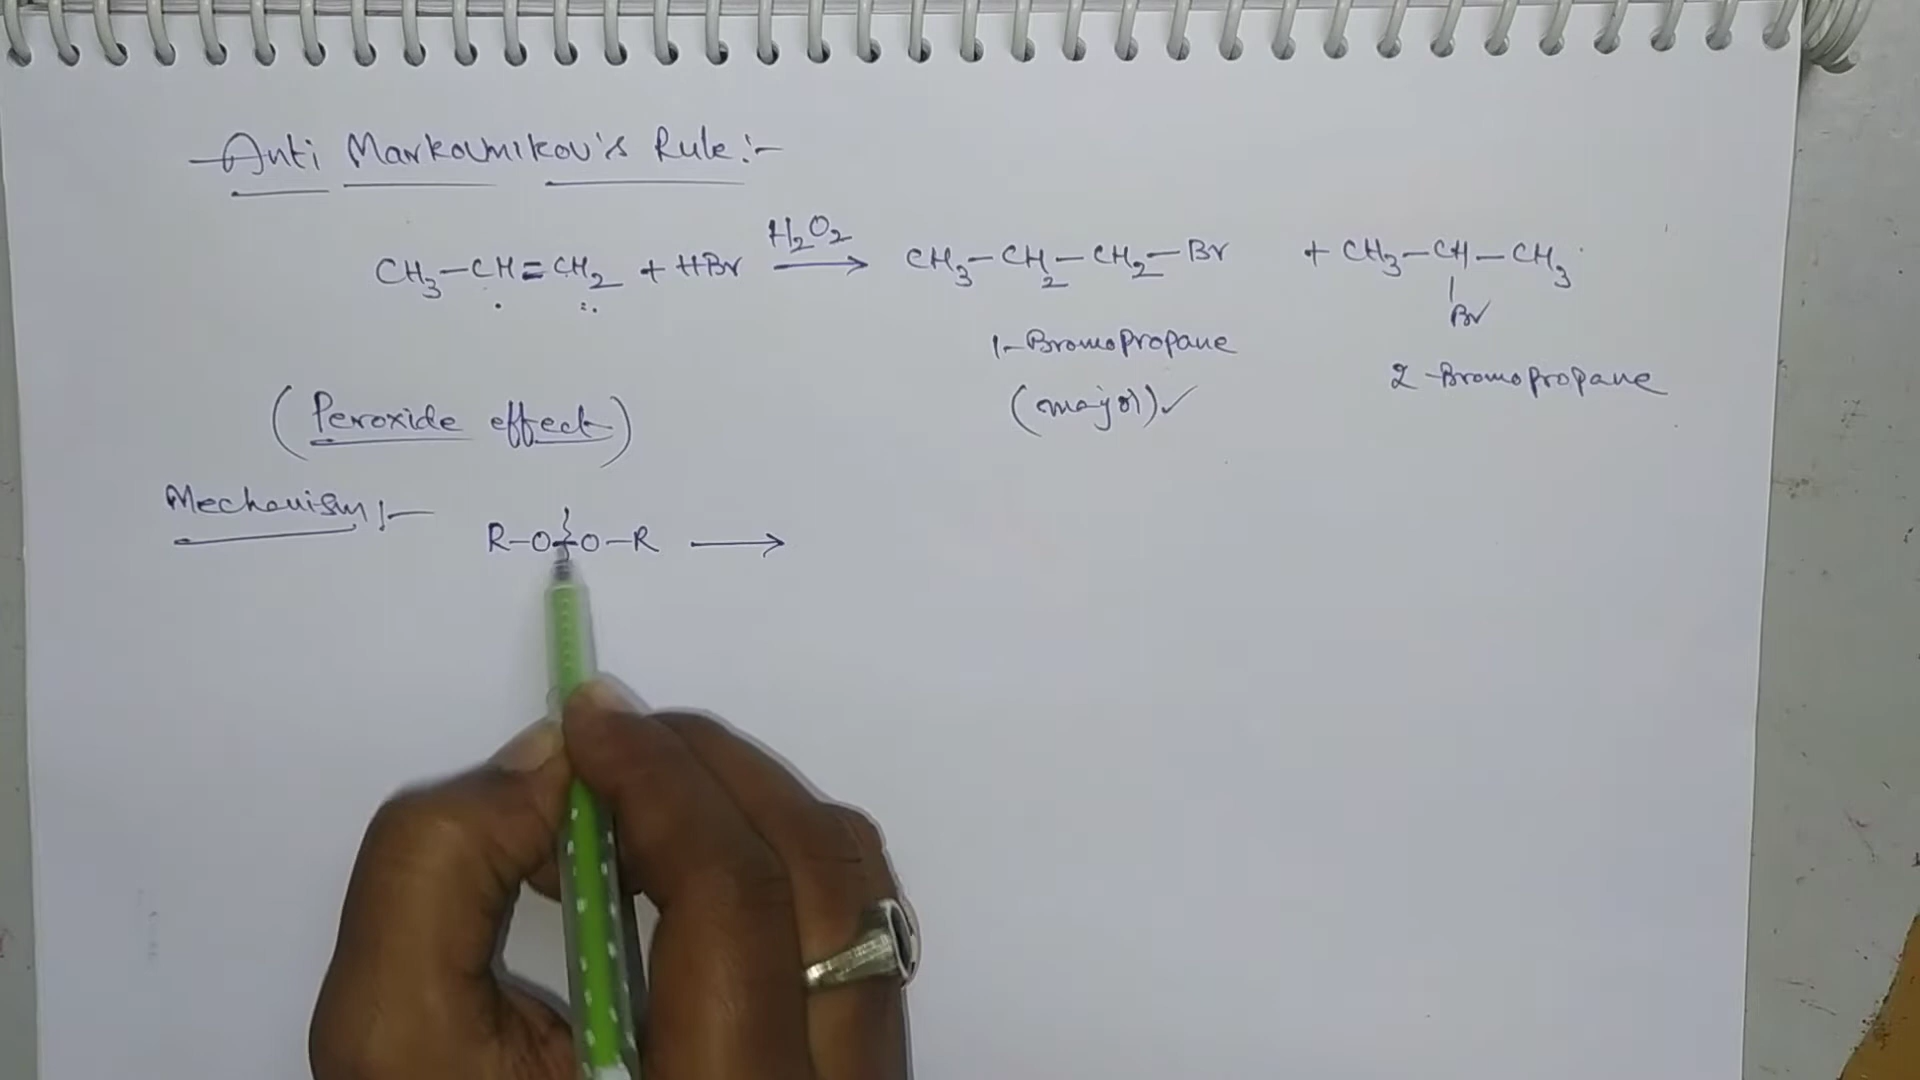 Anti Markovnikov's Rule:-
CH3-CH=CH2 + HBr H2O2 → CH3-CH2-CH2-Br + CH3-CH-CH3
Br
1-Bromopropane
2-Bromopropane
(Peroxide effect)
(major)✓
Mechanism:-
R-O-O-R →